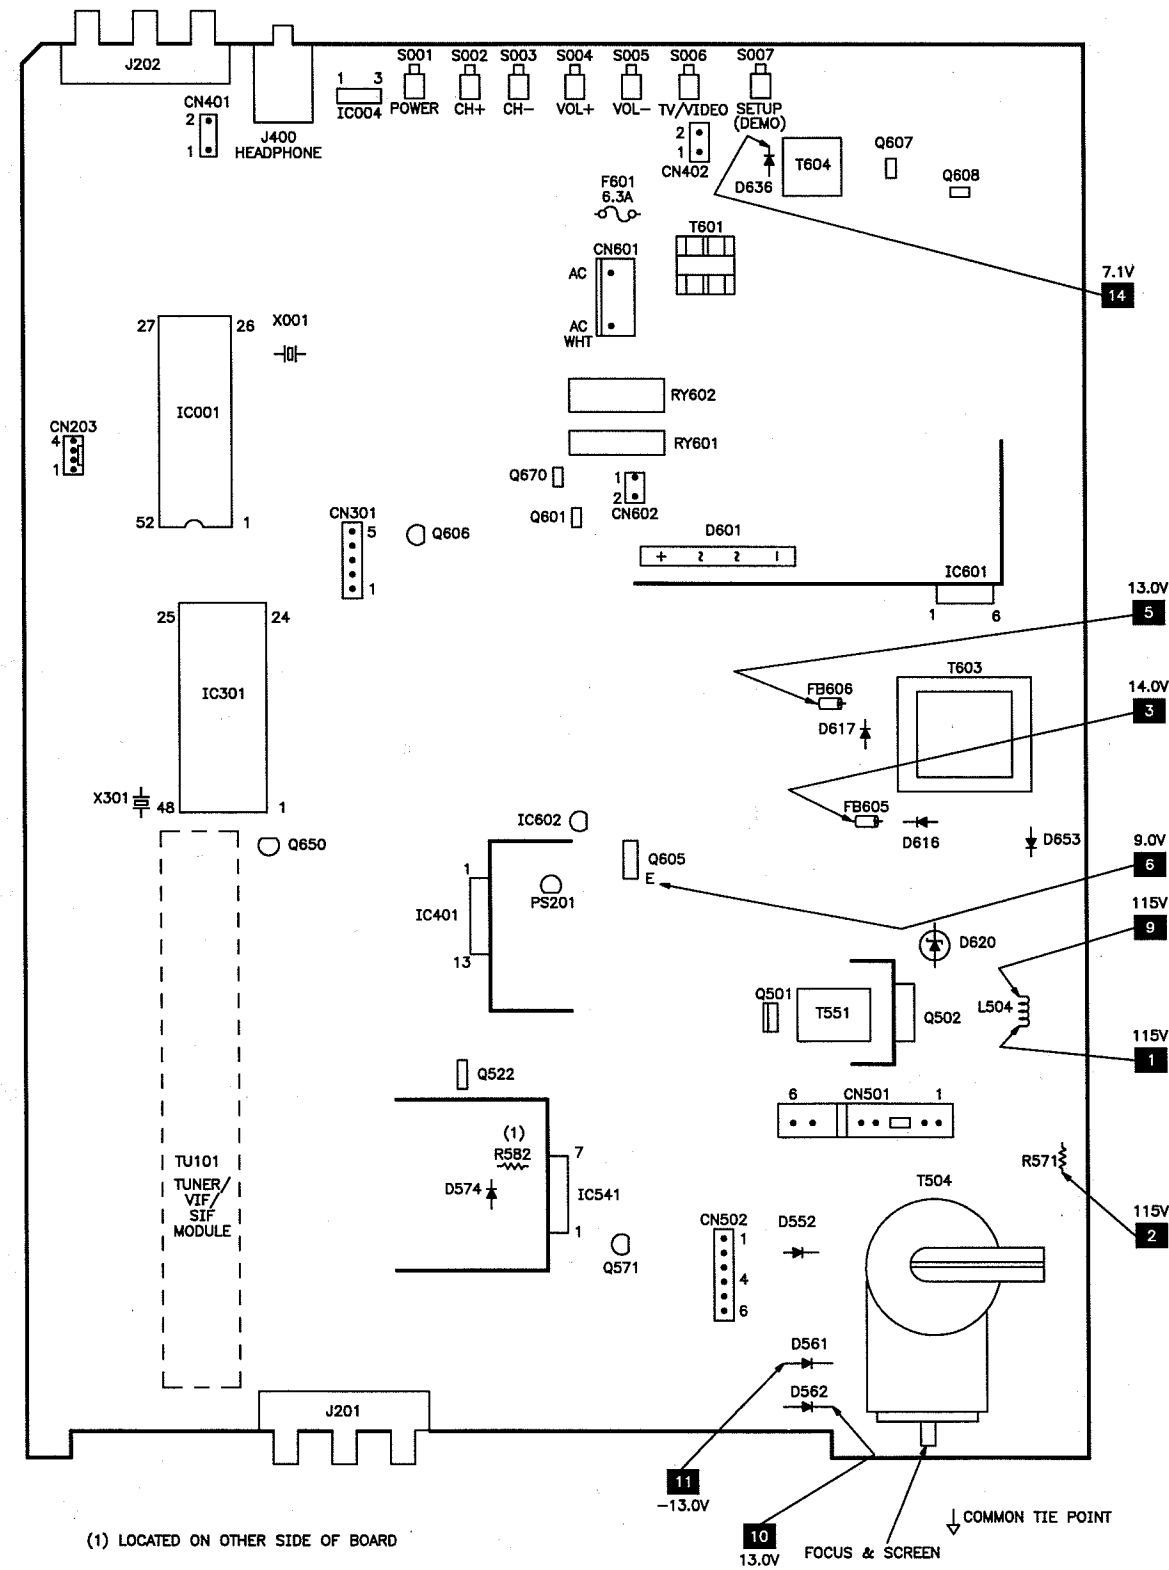 J202
S001
S002
S003
S004
S005
S006
S007
CN401
2
1
J400
HEADPHONE
1 3
IC004
POWER
CH+
CH-
VOL+
VOL-
TV/VIDEO
SETUP
(DEMO)
2
1
CN402
D636
T604
Q607
Q608
F601
6.3A
T601
CN601
AC
AC
WHT
7.1V
14
27
26
X001
IC001
52
1
RY602
RY601
CN203
4
1
Q670
Q601
1
2
CN602
CN301
5
1
Q606
D601
+ ~ ~ -
IC601
1
6
13.0V
5
25
24
IC301
48
1
X301
T603
FB606
D617
14.0V
3
FB605
D616
D653
Q650
IC602
Q605
E
9.0V
6
1
IC401
PS201
13
D620
115V
9
Q501
T551
Q502
L504
115V
1
Q522
6
CN501
1
(1)
R582
7
D574
IC541
1
TU101
TUNER/
VIF/
SIF
MODULE
R571
T504
115V
2
CN502
1
4
6
D552
Q571
D561
D562
J201
11
-13.0V
10
13.0V
FOCUS & SCREEN
COMMON TIE POINT
(1) LOCATED ON OTHER SIDE OF BOARD